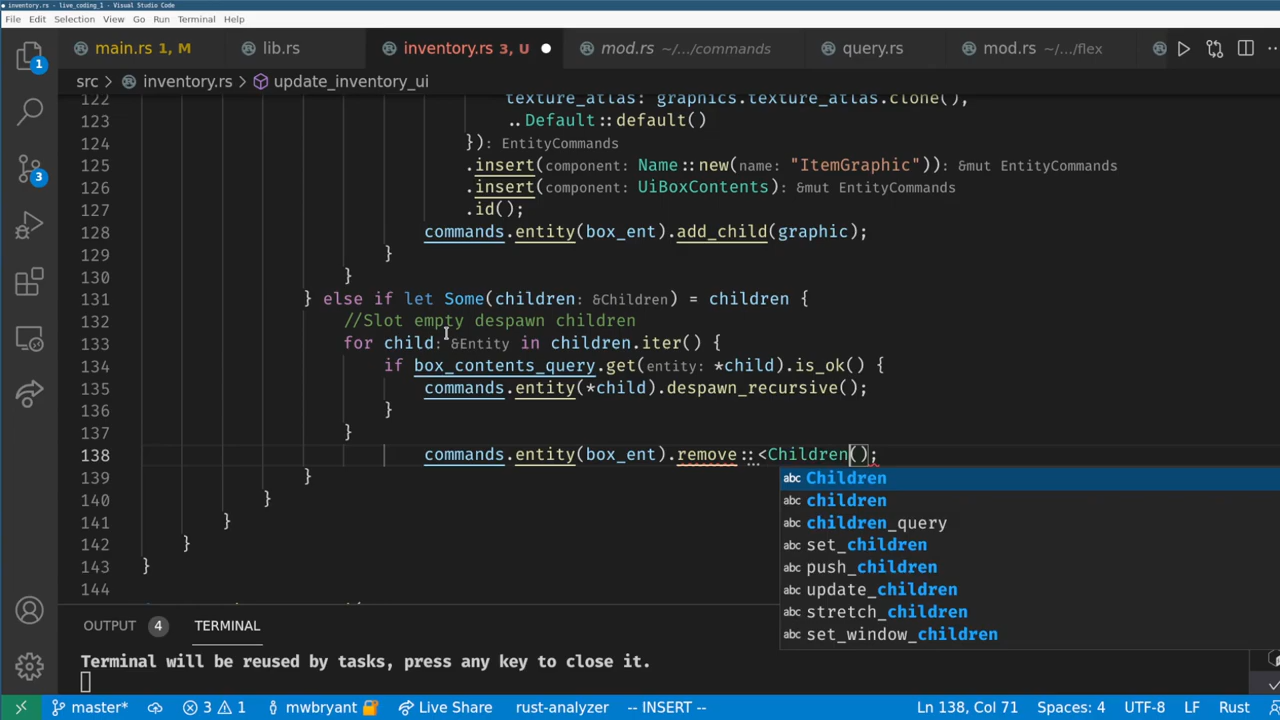 inventory.rs - live_coding_1 - Visual Studio Code
File Edit Selection View Go Run Terminal Help
main.rs 1, M lib.rs inventory.rs 3, U mod.rs ~/.../commands query.rs mod.rs ~/.../flex
src > inventory.rs > update_inventory_ui
122 texture_atlas: graphics.texture_atlas.clone(),
123 ..Default::default()
124 }): EntityCommands
125 .insert(component: Name::new(name: "ItemGraphic")): &mut EntityCommands
126 .insert(component: UiBoxContents): &mut EntityCommands
127 .id();
128 commands.entity(box_ent).add_child(graphic);
129 }
130 }
131 } else if let Some(children: &Children) = children {
132 //Slot empty despawn children
133 for child: &Entity in children.iter() {
134 if box_contents_query.get(entity: *child).is_ok() {
135 commands.entity(*child).despawn_recursive();
136 }
137 }
138 commands.entity(box_ent).remove::<Children();
139 }
140 }
141 }
142 }
143 }
144
abc Children
abc children
abc children_query
abc set_children
abc push_children
abc update_children
abc stretch_children
abc set_window_children
1
3
OUTPUT 4 TERMINAL
Terminal will be reused by tasks, press any key to close it.
master* 3 1 mwbryant Live Share rust-analyzer -- INSERT -- Ln 138, Col 71 Spaces: 4 UTF-8 LF Rust